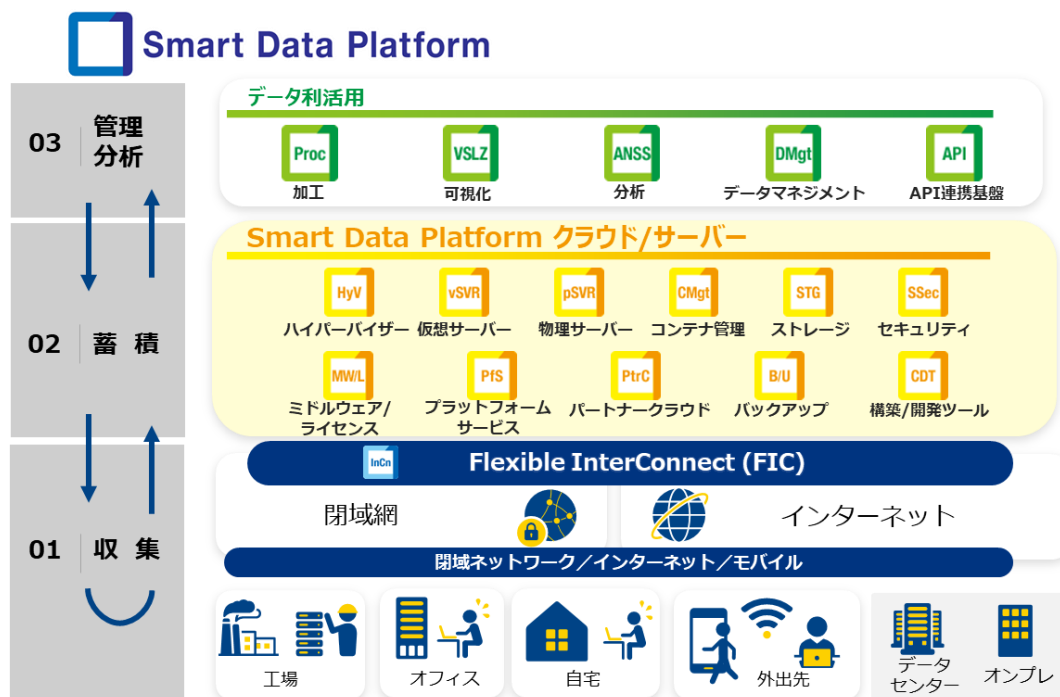 Smart Data Platform
03 管理
分析
データ利活用
Proc VSLZ ANSS DMgt API
加工 可視化 分析 データマネジメント API連携基盤
02 蓄 積
Smart Data Platform クラウド/サーバー
HyV vSVR pSVR CMgt STG SSec
ハイパーバイザー 仮想サーバー 物理サーバー コンテナ管理 ストレージ セキュリティ
MW/L PfS PtrC B/U CDT
ミドルウェア/
ライセンス
プラットフォーム
サービス
パートナークラウド バックアップ 構築/開発ツール
01 収 集
InCn Flexible InterConnect (FIC)
閉域網 インターネット
閉域ネットワーク／インターネット／モバイル
工場 オフィス 自宅 外出先
データ
センター
オンプレ